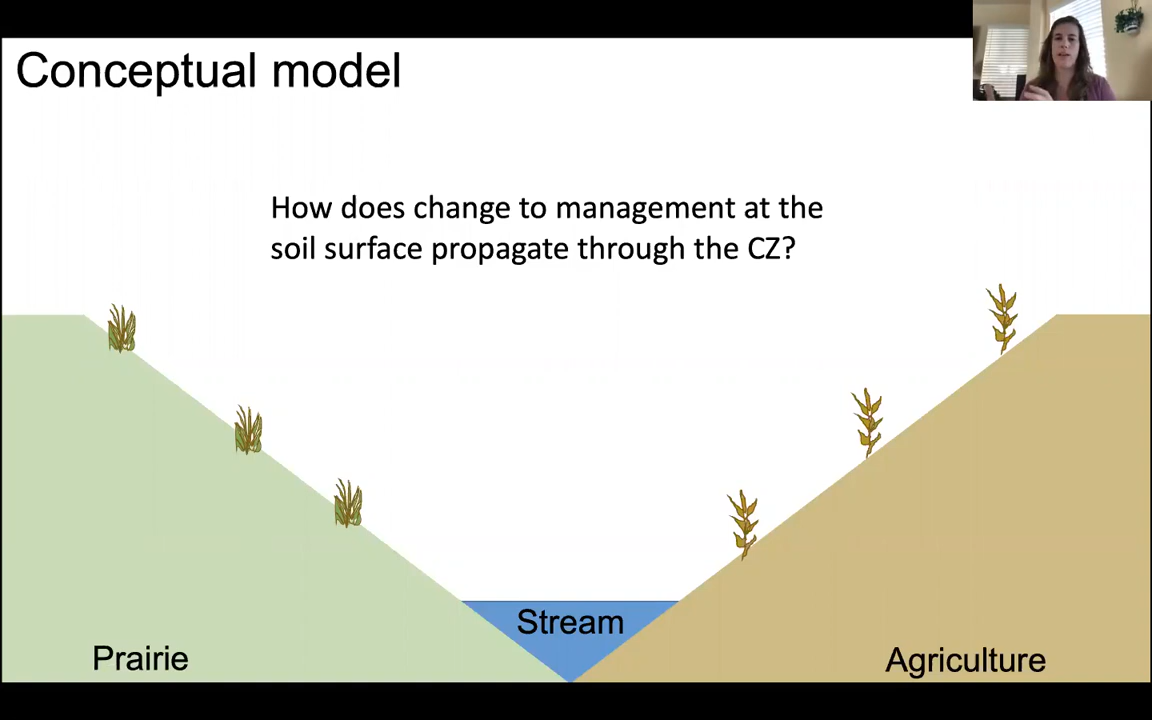 Conceptual model
How does change to management at the
soil surface propagate through the CZ?
Stream
Prairie
Agriculture